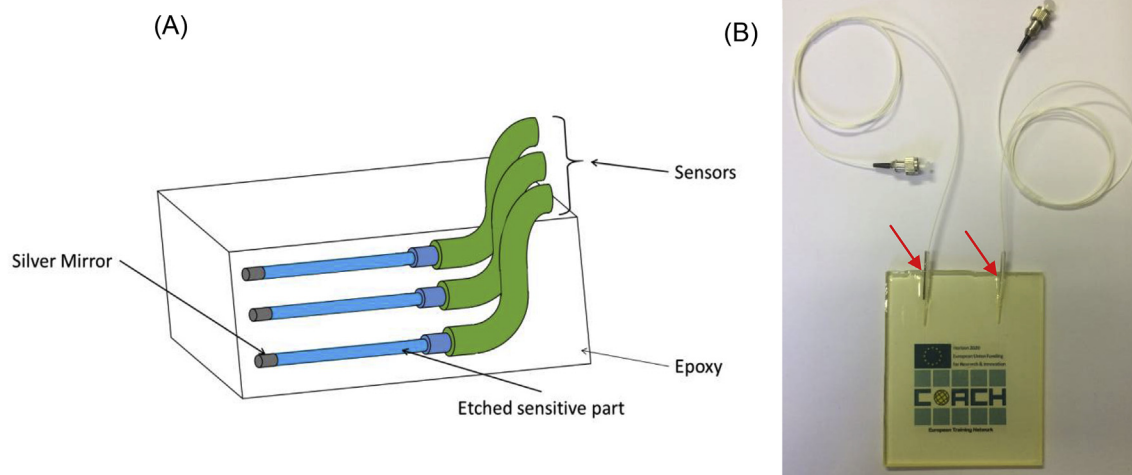 (A)
(B)
Sensors
Silver Mirror
Epoxy
Etched sensitive part
Horizon 2020
European Union Funding
for Research & Innovation
COACH
European Training Network